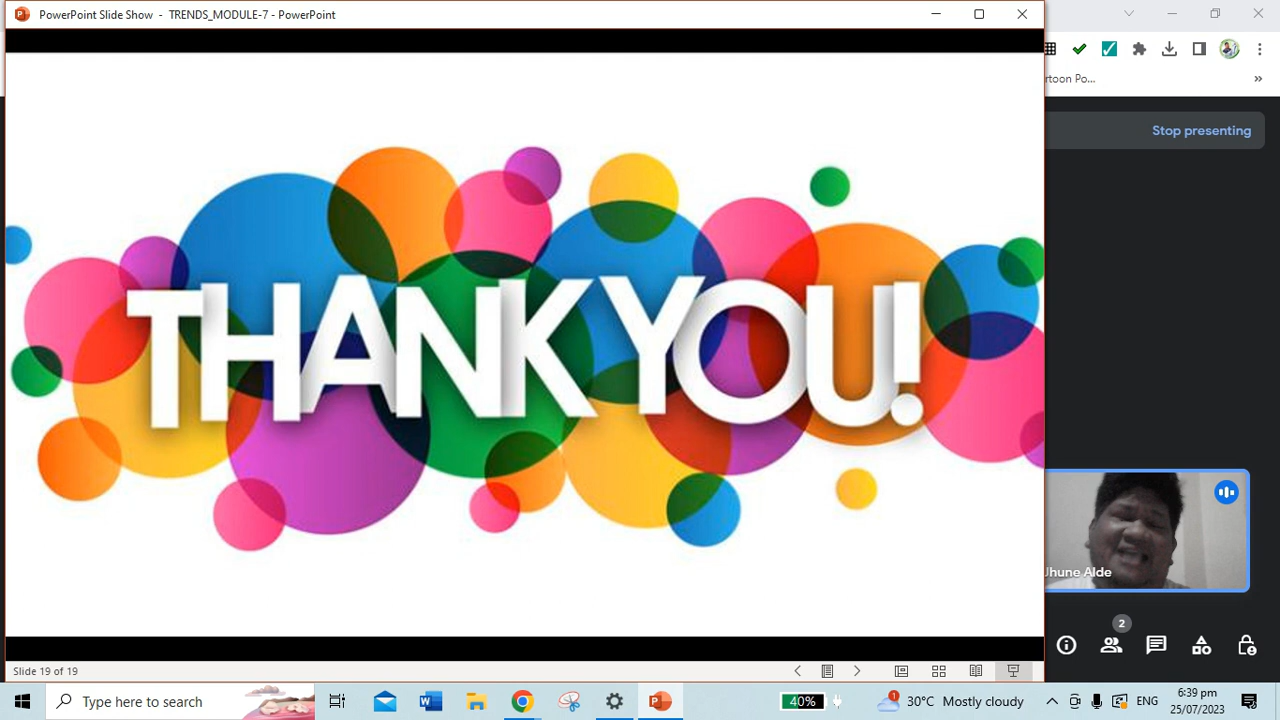 PowerPoint Slide Show - TRENDS_MODULE-7 - PowerPoint
rtoon Po...
Stop presenting
THANK YOU!
Jhune Alde
2
Slide 19 of 19
Type here to search
40%
1
30°C Mostly cloudy
ENG
6:39 pm
25/07/2023